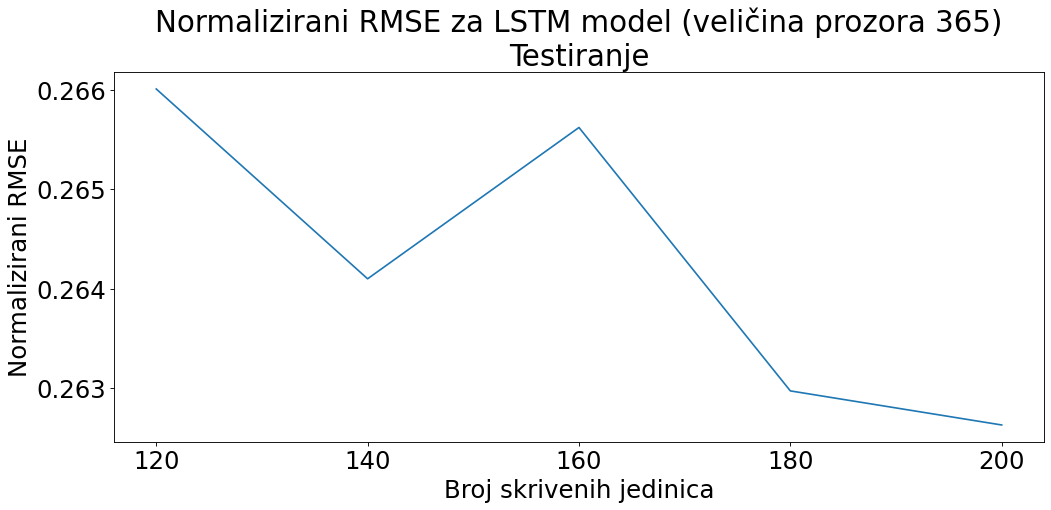 Normalizirani RMSE za LSTM model (veličina prozora 365)
Testiranje
0.266
0.265
0.264
0.263
Normalizirani RMSE
120 140 160 180 200
Broj skrivenih jedinica